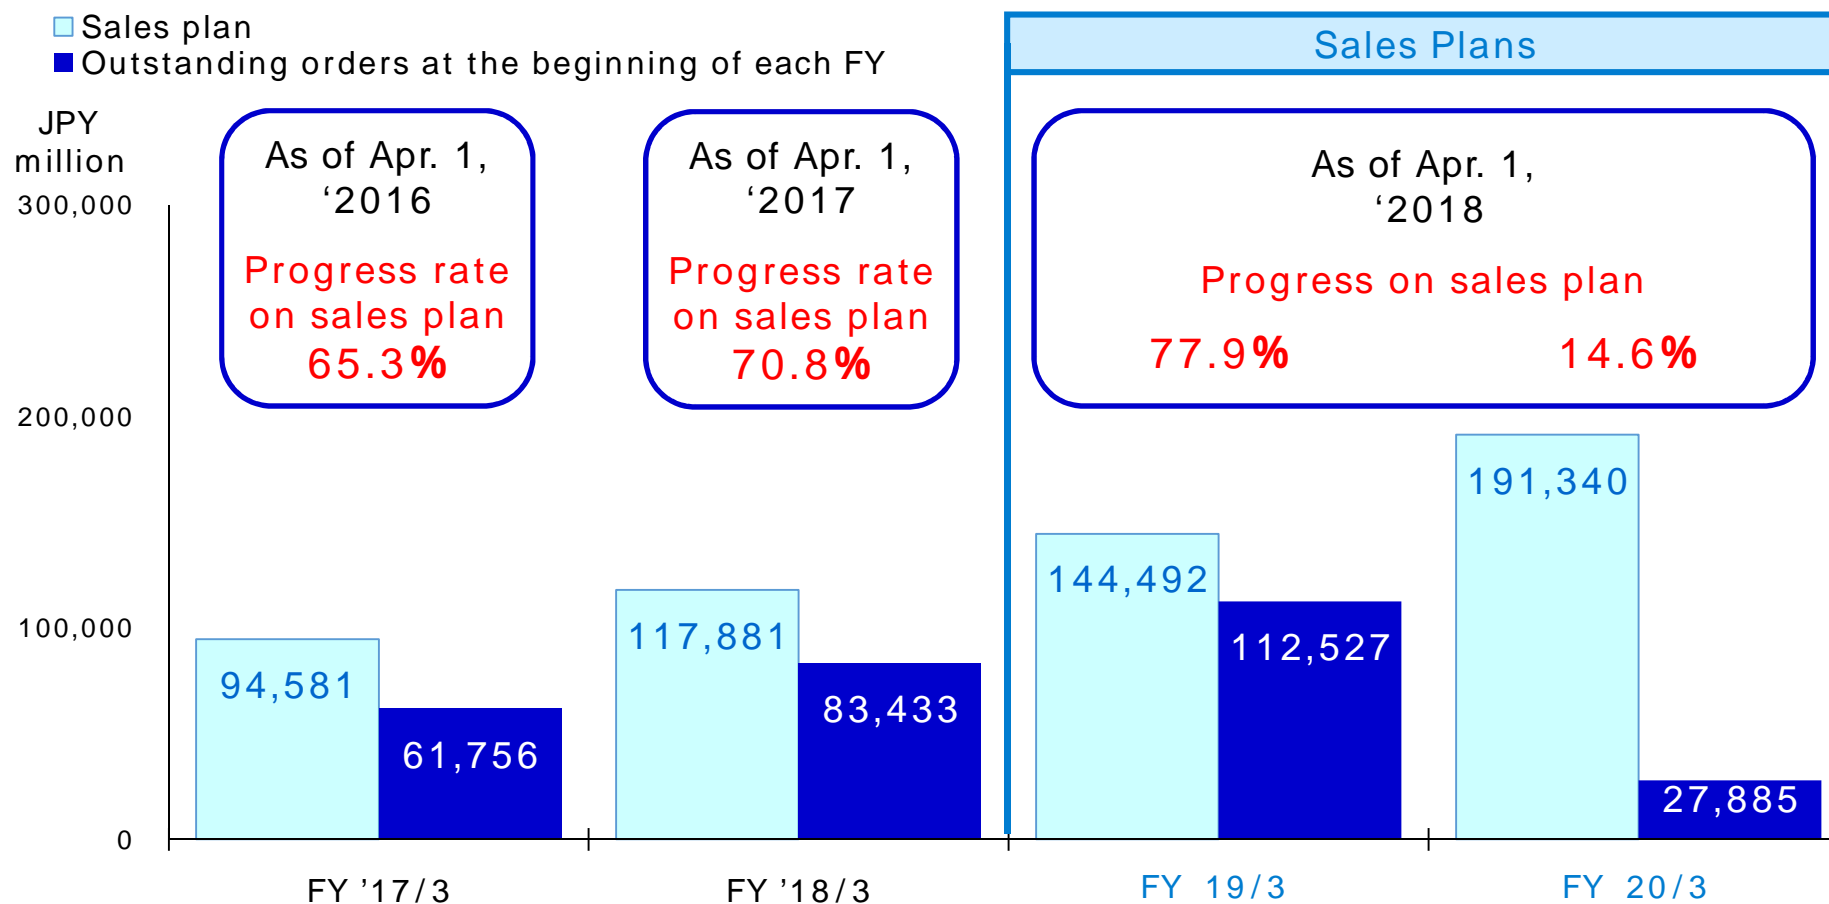 Sales plan
Outstanding orders at the beginning of each FY
Sales Plans
JPY
million
As of Apr. 1,
‘2016
Progress rate
on sales plan
65.3%
As of Apr. 1,
‘2017
Progress rate
on sales plan
70.8%
As of Apr. 1,
‘2018
Progress on sales plan
77.9% 14.6%
300,000
200,000
100,000
0
94,581
61,756
117,881
83,433
144,492
112,527
191,340
27,885
FY ’17/3
FY ’18/3
FY 19/3
FY 20/3